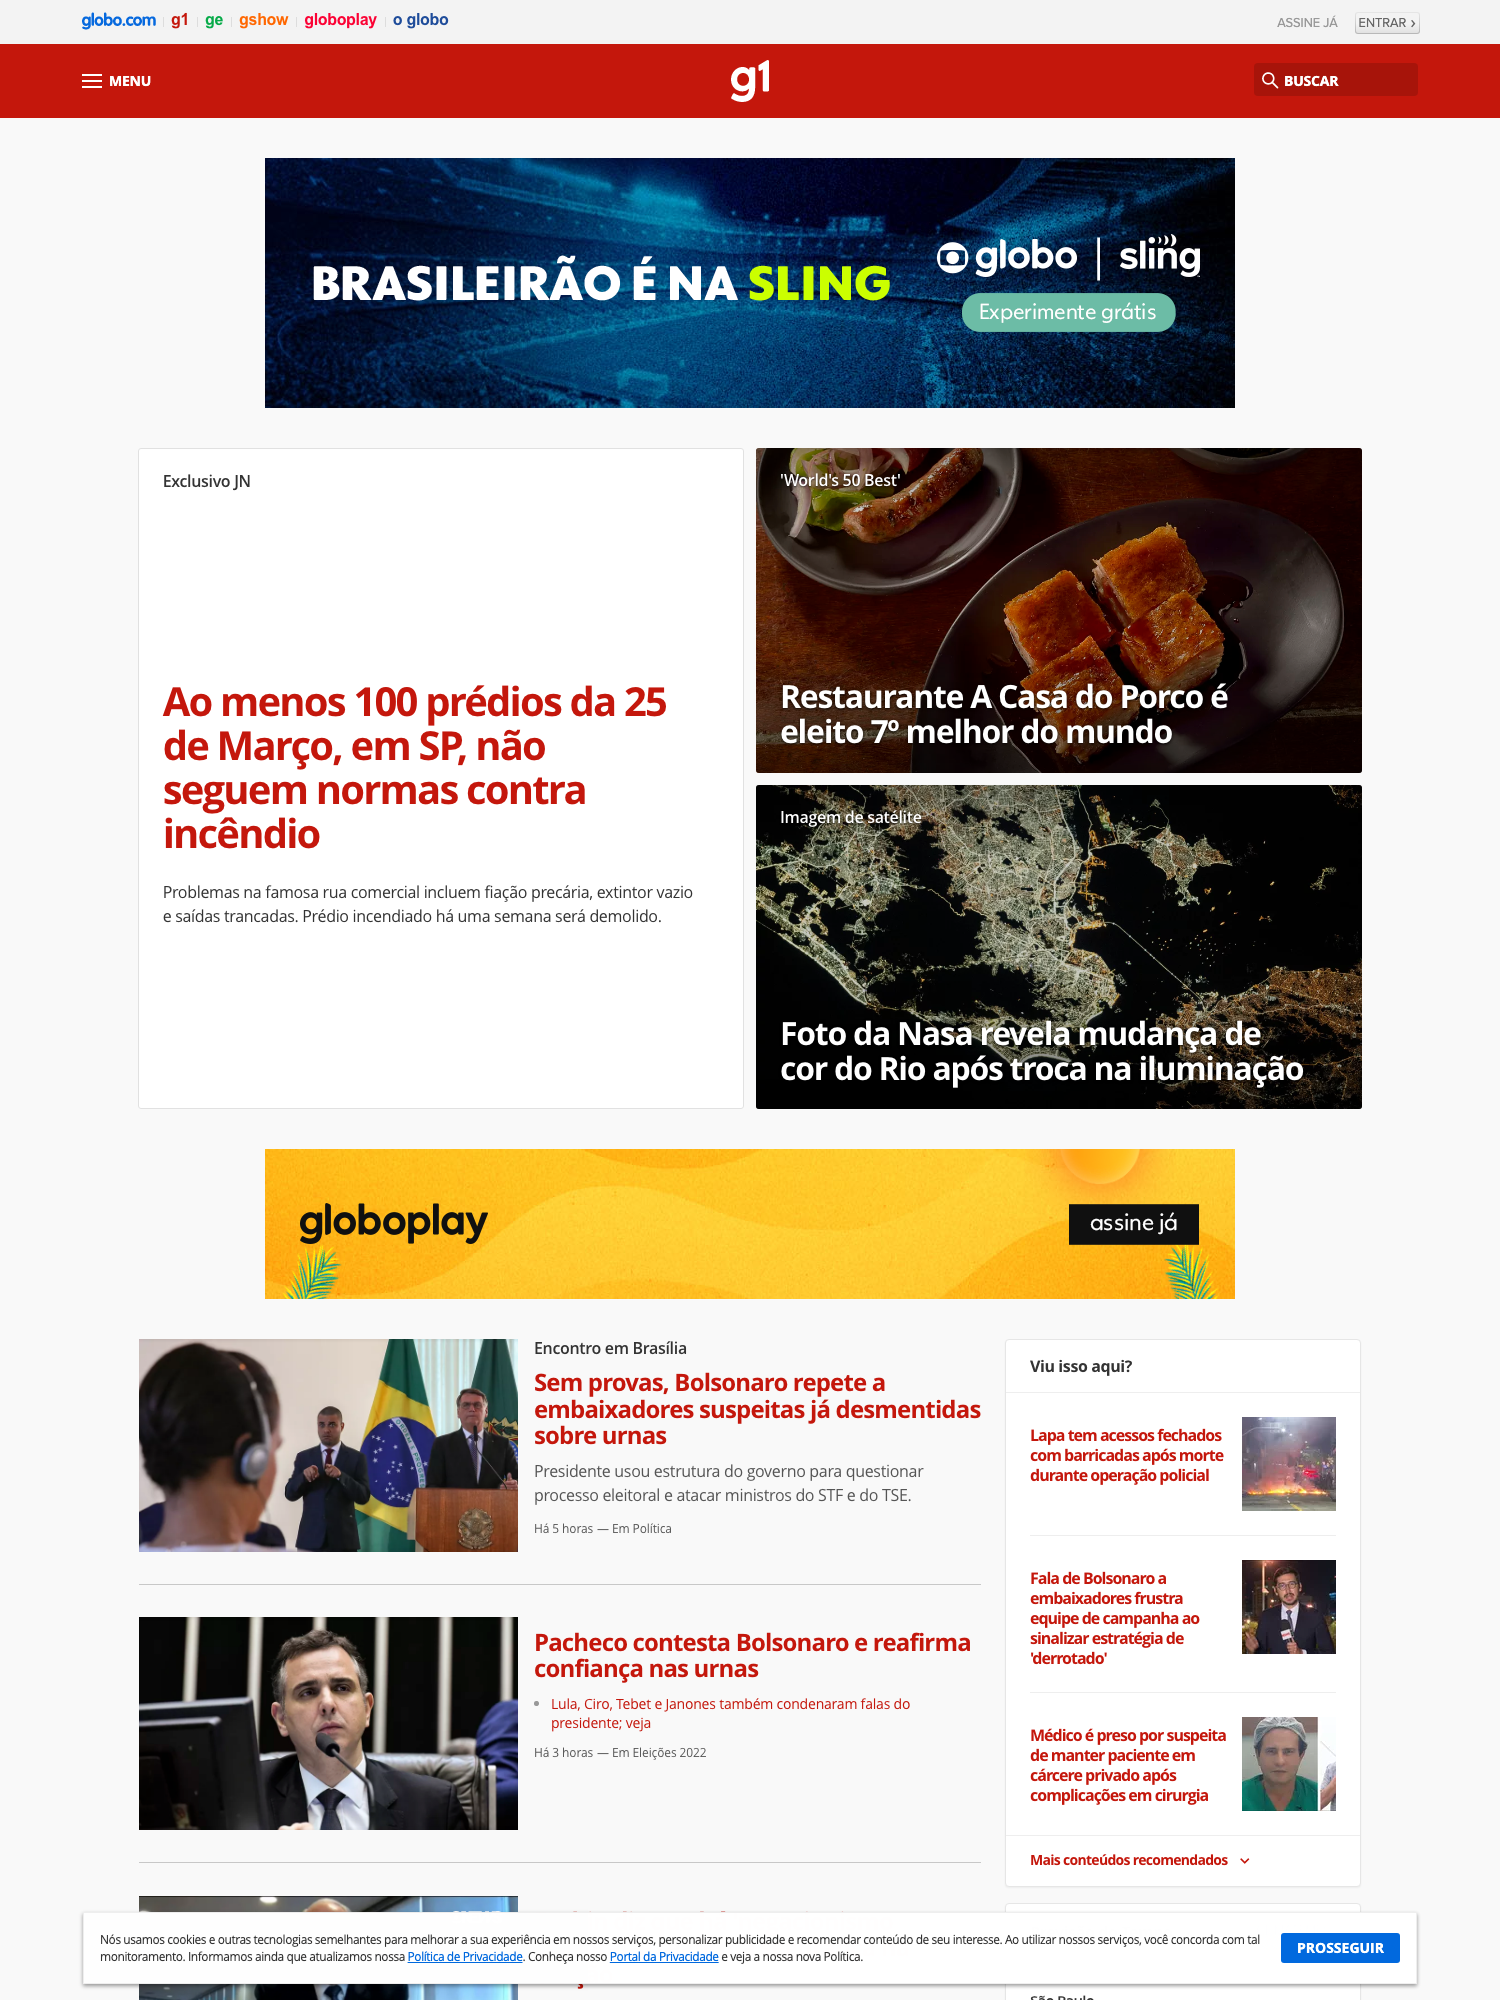 globo.com
g1
ge
gshow
globoplay
o globo
ASSINE JÁ
ENTRAR ›
MENU
g1
BUSCAR
BRASILEIRÃO É NA SLING
globo | sling
Experimente grátis
Exclusivo JN
Ao menos 100 prédios da 25
de Março, em SP, não
seguem normas contra
incêndio
Problemas na famosa rua comercial incluem fiação precária, extintor vazio
e saídas trancadas. Prédio incendiado há uma semana será demolido.
'World's 50 Best'
Restaurante A Casa do Porco é
eleito 7º melhor do mundo
Imagem de satélite
Foto da Nasa revela mudança de
cor do Rio após troca na iluminação
globoplay
assine já
Encontro em Brasília
Sem provas, Bolsonaro repete a
embaixadores suspeitas já desmentidas
sobre urnas
Presidente usou estrutura do governo para questionar
processo eleitoral e atacar ministros do STF e do TSE.
Há 5 horas — Em Política
Pacheco contesta Bolsonaro e reafirma
confiança nas urnas
Lula, Ciro, Tebet e Janones também condenaram falas do
presidente; veja
Há 3 horas — Em Eleições 2022
Viu isso aqui?
Lapa tem acessos fechados
com barricadas após morte
durante operação policial
Fala de Bolsonaro a
embaixadores frustra
equipe de campanha ao
sinalizar estratégia de
'derrotado'
Médico é preso por suspeita
de manter paciente em
cárcere privado após
complicações em cirurgia
Mais conteúdos recomendados
Nós usamos cookies e outras tecnologias semelhantes para melhorar a sua experiência em nossos serviços, personalizar publicidade e recomendar conteúdo de seu interesse. Ao utilizar nossos serviços, você concorda com tal
monitoramento. Informamos ainda que atualizamos nossa Política de Privacidade. Conheça nosso Portal da Privacidade e veja a nossa nova Política.
PROSSEGUIR
São Paulo